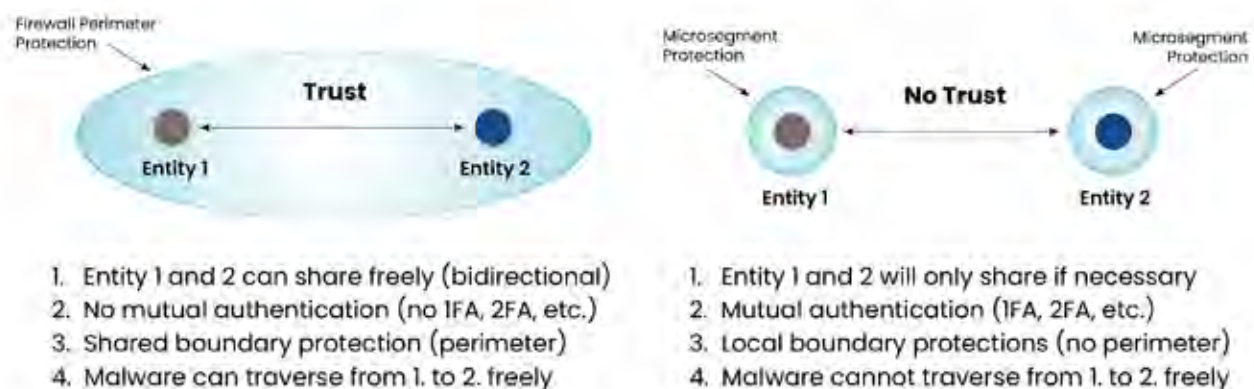 Firewall Perimeter
Protection
Trust
Entity 1
Entity 2
1. Entity 1 and 2 can share freely (bidirectional)
2. No mutual authentication (no 1FA, 2FA, etc.)
3. Shared boundary protection (perimeter)
4. Malware can traverse from 1. to 2. freely
Microsegment
Protection
Microsegment
Protection
No Trust
Entity 1
Entity 2
1. Entity 1 and 2 will only share if necessary
2. Mutual authentication (1FA, 2FA, etc.)
3. Local boundary protections (no perimeter)
4. Malware cannot traverse from 1. to 2. freely